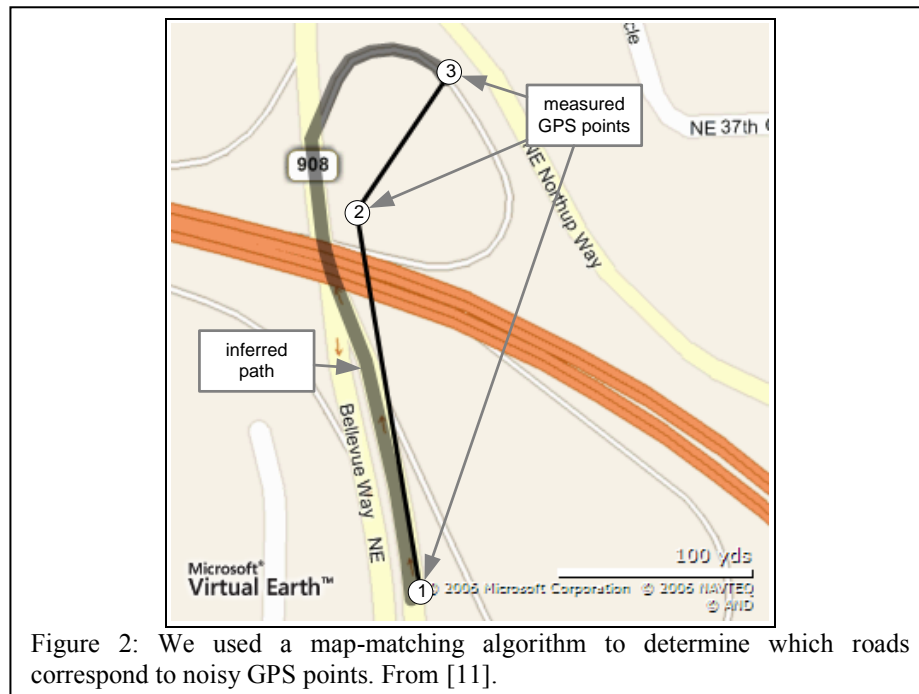 cle
3
measured
GPS points
NE 37th
908
NE Northup Way
2
inferred
path
Bellevue Way NE
100 yds
Microsoft®
Virtual Earth™
1
© 2006 Microsoft Corporation © 2006 NAVTEQ
© AND
Figure 2: We used a map-matching algorithm to determine which roads
correspond to noisy GPS points. From [11].